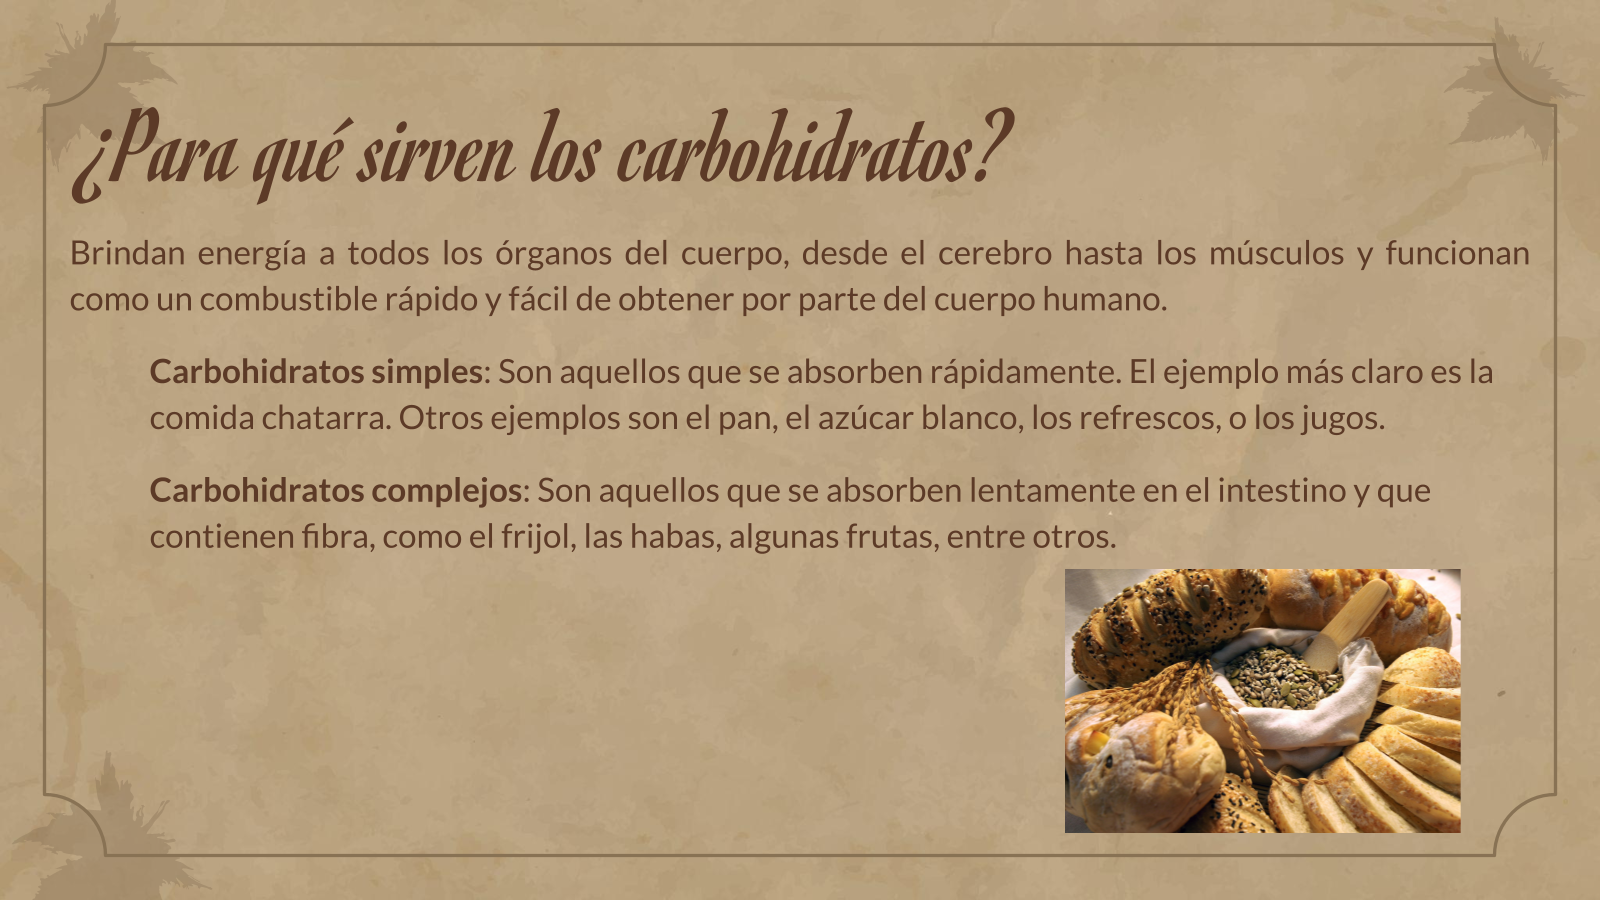 ¿Para qué sirven los carbohidratos?
Brindan energía a todos los órganos del cuerpo, desde el cerebro hasta los músculos y funcionan
como un combustible rápido y fácil de obtener por parte del cuerpo humano.
Carbohidratos simples: Son aquellos que se absorben rápidamente. El ejemplo más claro es la
comida chatarra. Otros ejemplos son el pan, el azúcar blanco, los refrescos, o los jugos.
Carbohidratos complejos: Son aquellos que se absorben lentamente en el intestino y que
contienen fibra, como el frijol, las habas, algunas frutas, entre otros.